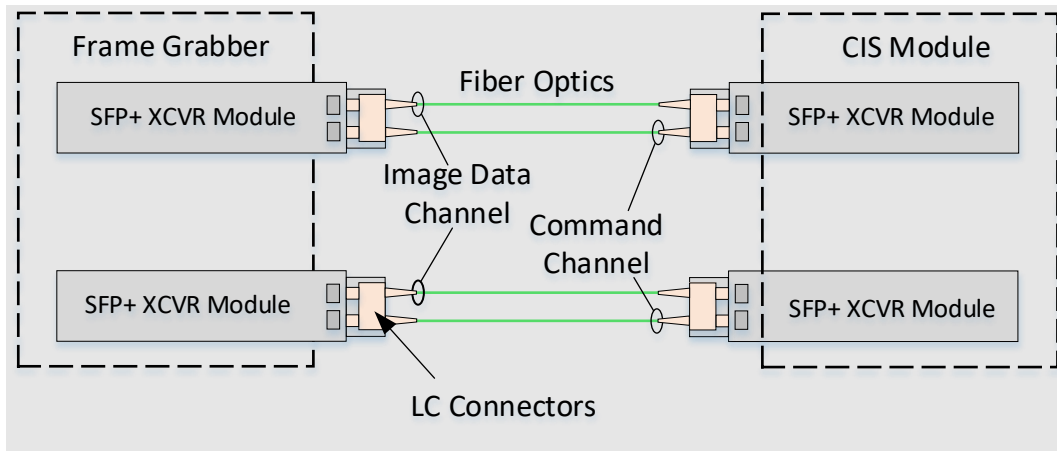 Frame Grabber
CIS Module
Fiber Optics
SFP+ XCVR Module
SFP+ XCVR Module
Image Data
Channel
Command
Channel
SFP+ XCVR Module
SFP+ XCVR Module
LC Connectors